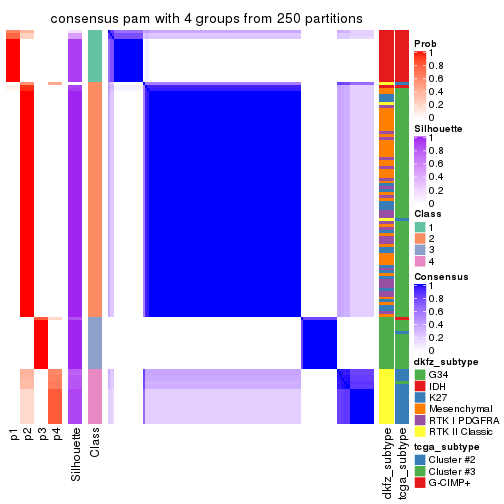 consensus pam with 4 groups from 250 partitions
Prob
1
0.8
0.6
0.4
0.2
0
Silhouette
1
0.8
0.6
0.4
0.2
0
Class
1
2
3
4
Consensus
1
0.8
0.6
0.4
0.2
0
dkfz_subtype
G34
IDH
K27
Mesenchymal
RTK I PDGFRA
RTK II Classic
tcga_subtype
Cluster #2
Cluster #3
G-CIMP+
p1
p2
p3
p4
Silhouette
Class
dkfz_subtype
tcga_subtype